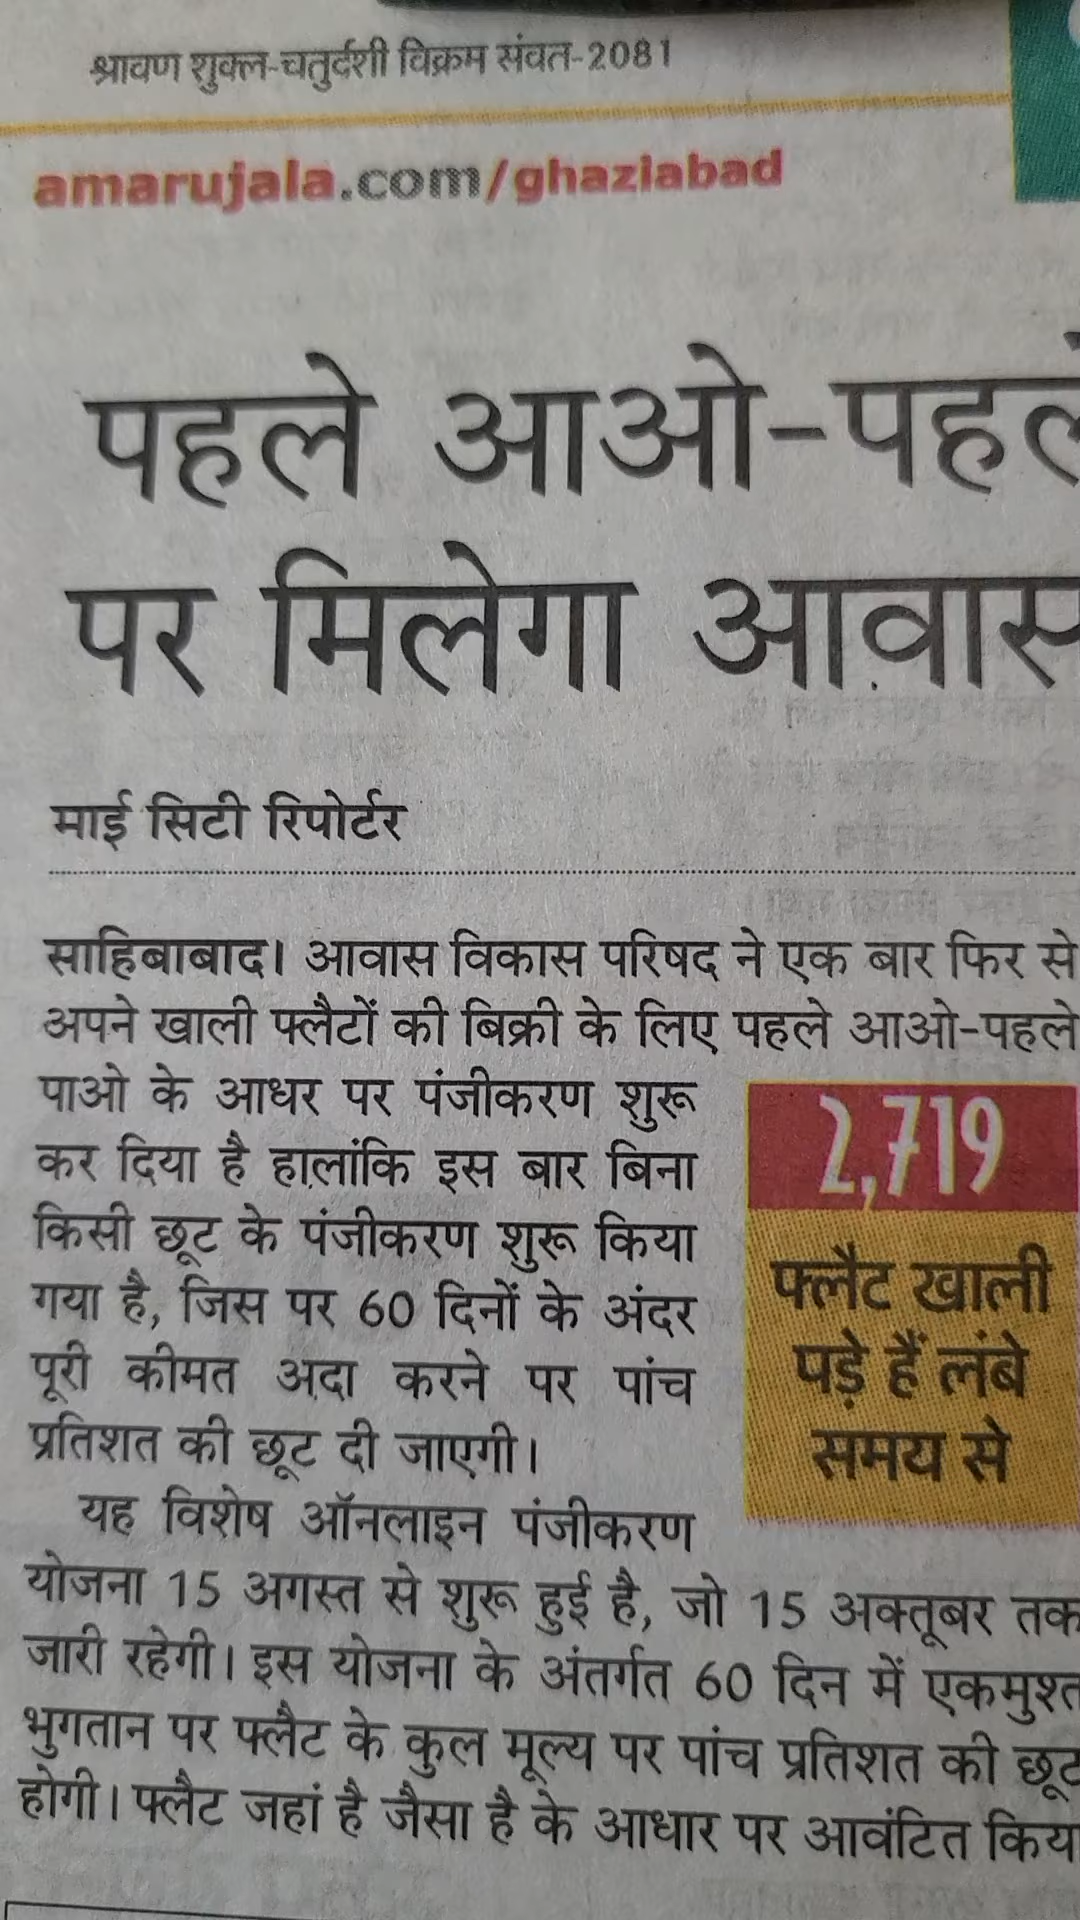 श्रावण शुक्ल-चतुर्दशी विक्रम संवत-2081
amarujala.com/ghaziabad
पहले आओ-पहले
पर मिलेगा आवास
माई सिटी रिपोर्टर
साहिबाबाद। आवास विकास परिषद ने एक बार फिर से
अपने खाली फ्लैटों की बिक्री के लिए पहले आओ-पहले
पाओ के आधर पर पंजीकरण शुरू
कर दिया है हालांकि इस बार बिना
किसी छूट के पंजीकरण शुरू किया
गया है, जिस पर 60 दिनों के अंदर
पूरी कीमत अदा करने पर पांच
प्रतिशत की छूट दी जाएगी।
2,719
फ्लैट खाली
पड़े हैं लंबे
समय से
यह विशेष ऑनलाइन पंजीकरण
योजना 15 अगस्त से शुरू हुई है, जो 15 अक्तूबर तक
जारी रहेगी। इस योजना के अंतर्गत 60 दिन में एकमुश्त
भुगतान पर फ्लैट के कुल मूल्य पर पांच प्रतिशत की छूट
होगी। फ्लैट जहां है जैसा है के आधार पर आवंटित किया